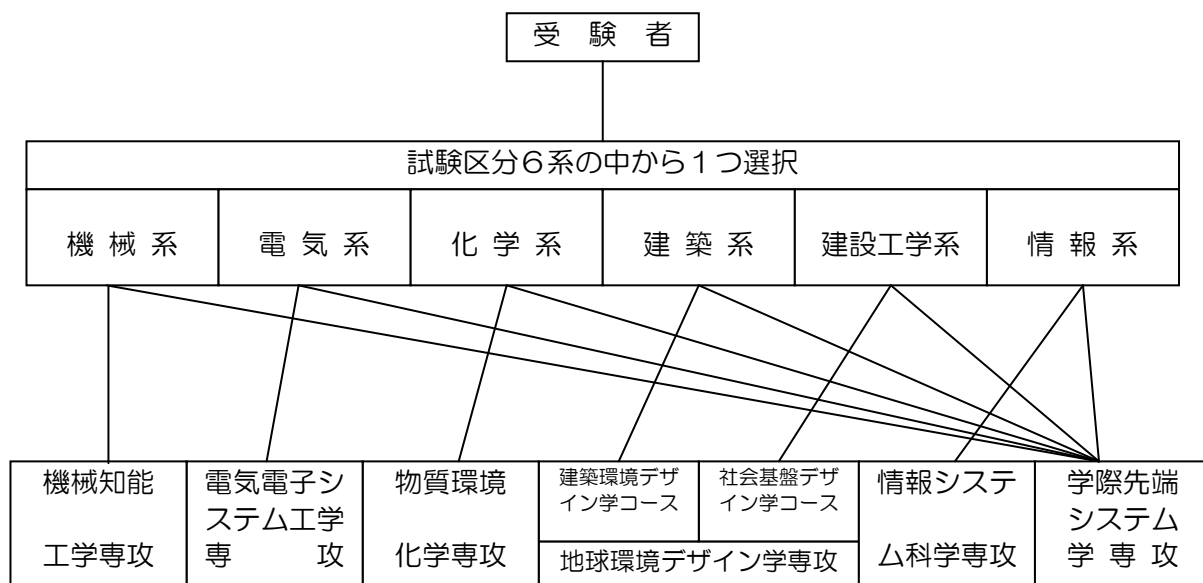 受 験 者
試験区分６系の中から１つ選択
機 械 系
電 気 系
化 学 系
建 築 系
建設工学系
情 報 系
機械知能
工学専攻
電気電子シ
ステム工学
専 攻
物質環境
化学専攻
建築環境デザ
イン学コース
社会基盤デザ
イン学コース
地球環境デザイン学専攻
情報システ
ム科学専攻
学際先端
システム
学 専 攻